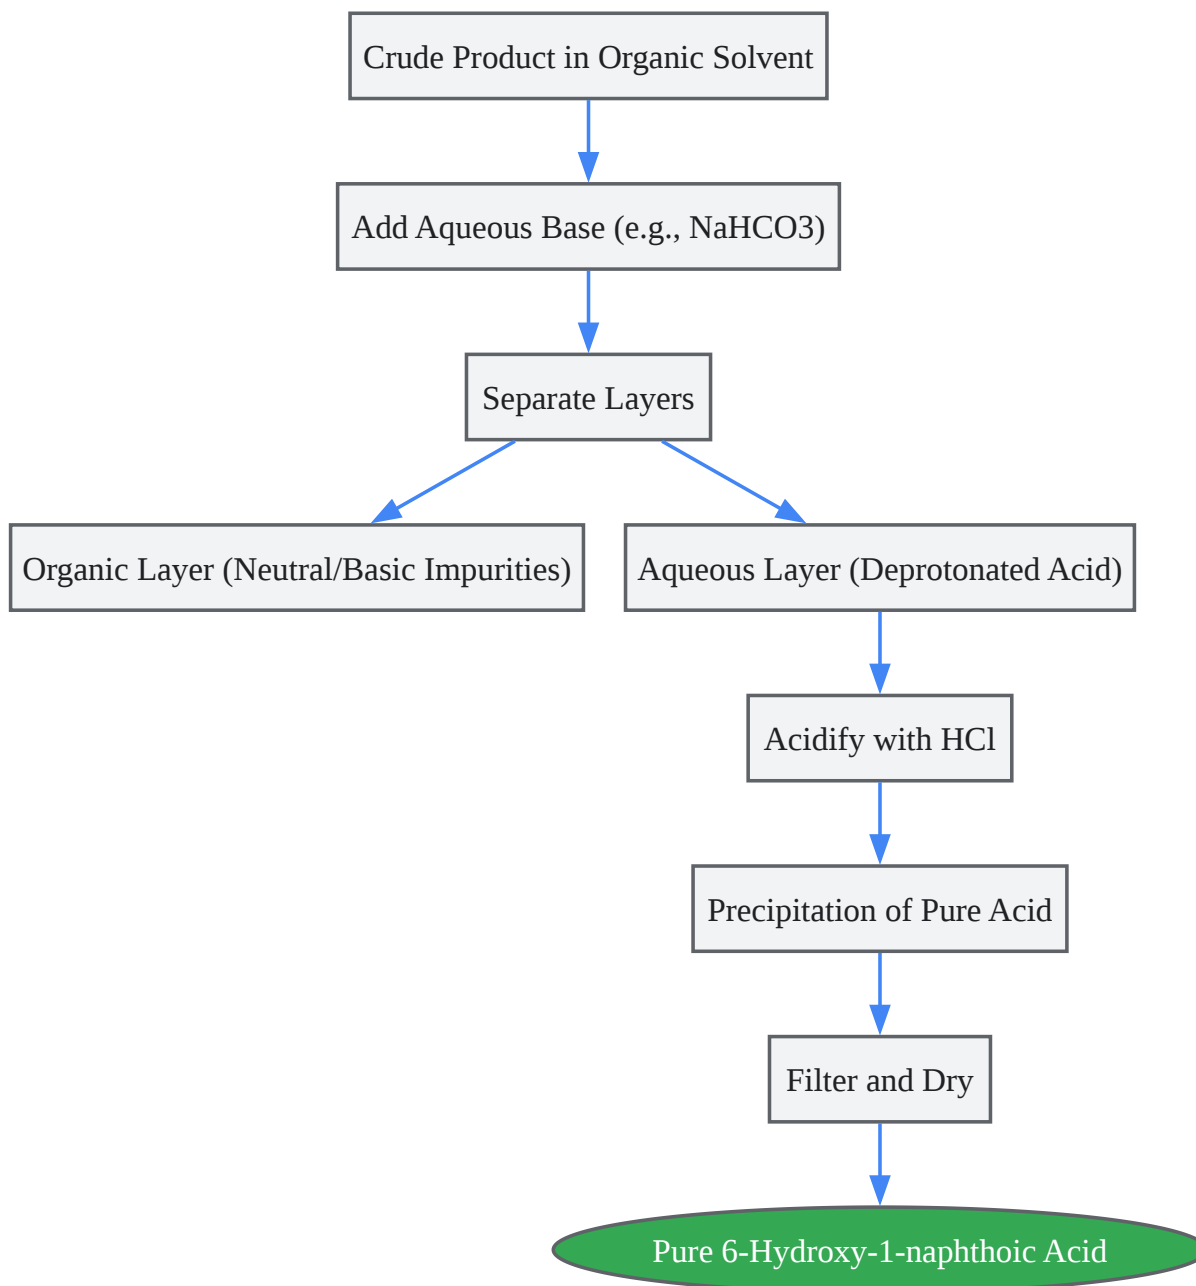 Crude Product in Organic Solvent
Add Aqueous Base (e.g., NaHCO3)
Separate Layers
Organic Layer (Neutral/Basic Impurities)
Aqueous Layer (Deprotonated Acid)
Acidify with HCl
Precipitation of Pure Acid
Filter and Dry
Pure 6-Hydroxy-1-naphthoic Acid